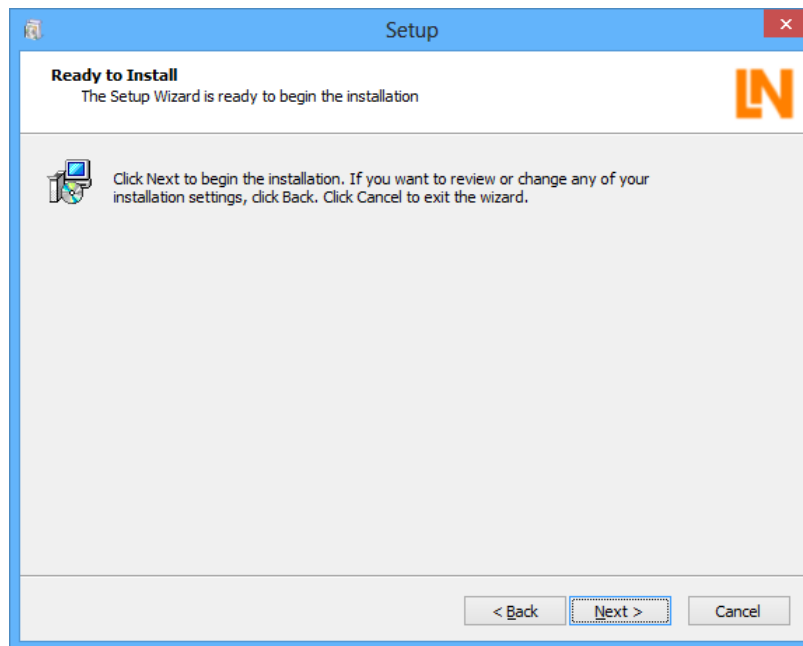 Setup
Ready to Install
The Setup Wizard is ready to begin the installation
LN
Click Next to begin the installation. If you want to review or change any of your
installation settings, click Back. Click Cancel to exit the wizard.
< Back
Next >
Cancel